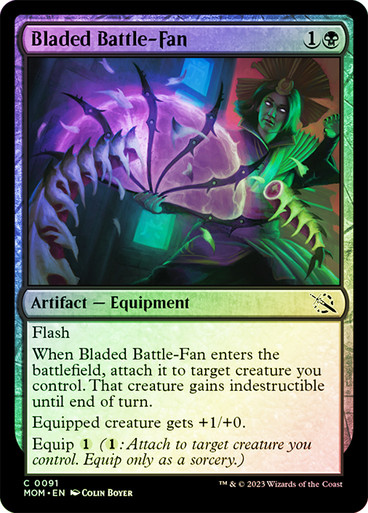 Bladed Battle-Fan 1
Artifact — Equipment
Flash
When Bladed Battle-Fan enters the
battlefield, attach it to target creature you
control. That creature gains indestructible
until end of turn.
Equipped creature gets +1/+0.
Equip 1 (1: Attach to target creature you
control. Equip only as a sorcery.)
C 0091
MOM • EN Colin Boyer
™ & © 2023 Wizards of the Coast